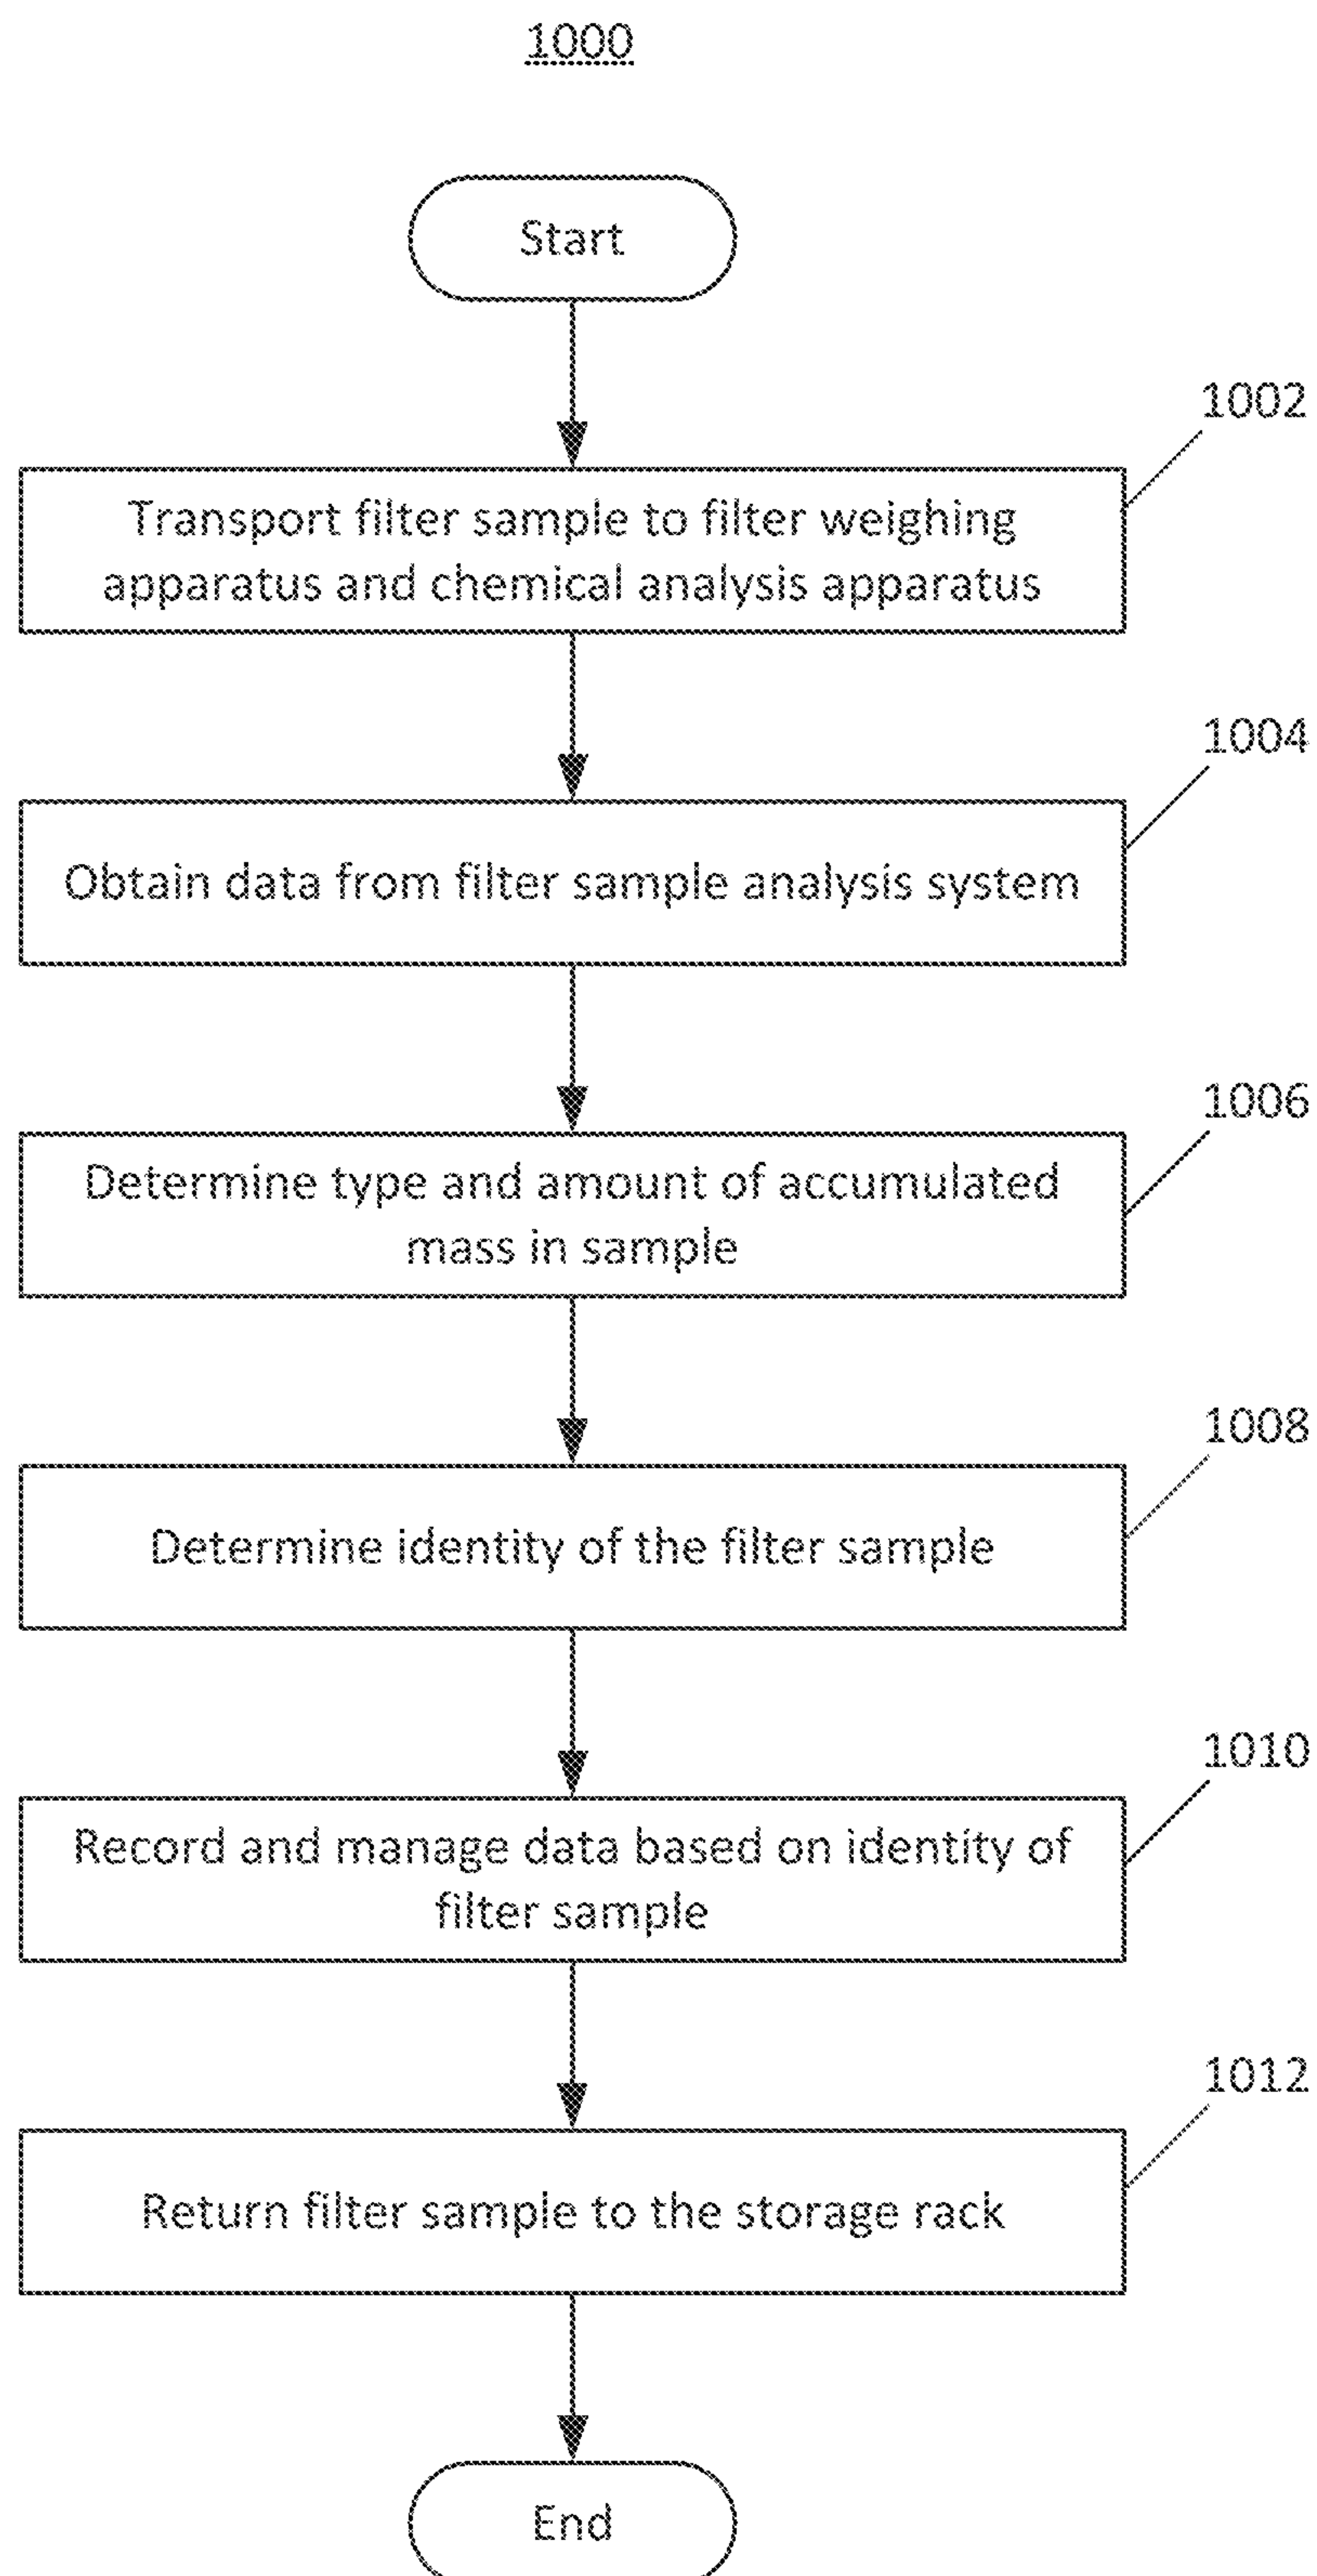 1000
Start
1002
Transport filter sample to filter weighing
apparatus and chemical analysis apparatus
1004
Obtain data from filter sample analysis system
1006
Determine type and amount of accumulated
mass in sample
1008
Determine identity of the filter sample
1010
Record and manage data based on identity of
filter sample
1012
Return filter sample to the storage rack
End